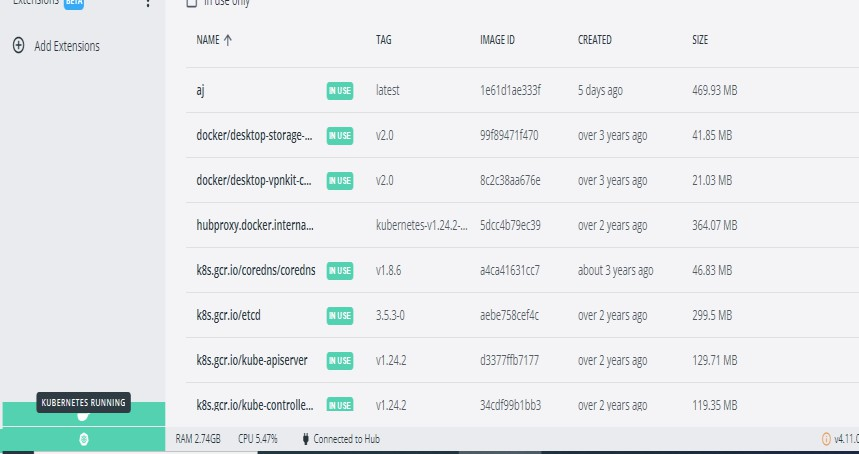 Extensions BETA
In use only
Add Extensions
NAME TAG IMAGE ID CREATED SIZE
aj IN USE latest 1e61d1ae333f 5 days ago 469.93 MB
docker/desktop-storage-... IN USE v2.0 99f89471f470 over 3 years ago 41.85 MB
docker/desktop-vpnkit-c... IN USE v2.0 8c2c38aa676e over 3 years ago 21.03 MB
hubproxy.docker.interna... kubernetes-v1.24.2-... 5dcc4b79ec39 over 2 years ago 364.07 MB
k8s.gcr.io/coredns/coredns IN USE v1.8.6 a4ca41631cc7 about 3 years ago 46.83 MB
k8s.gcr.io/etcd IN USE 3.5.3-0 aebe758cef4c over 2 years ago 299.5 MB
k8s.gcr.io/kube-apiserver IN USE v1.24.2 d3377ffb7177 over 2 years ago 129.71 MB
k8s.gcr.io/kube-controlle... IN USE v1.24.2 34cdf99b1bb3 over 2 years ago 119.35 MB
KUBERNETES RUNNING
RAM 2.74GB CPU 5.47% Connected to Hub v4.11.0